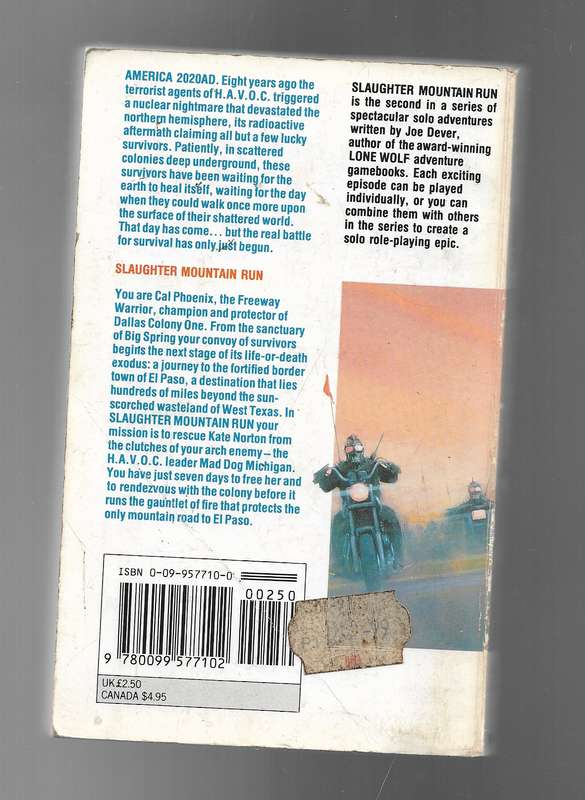 AMERICA 2020AD. Eight years ago the
terrorist agents of H.A.V.O.C. triggered
a nuclear nightmare that devastated the
northern hemisphere, its radioactive
aftermath claiming all but a few lucky
survivors. Patiently, in scattered
colonies deep underground, these
survivors have been waiting for the
earth to heal itself, waiting for the day
when they could walk once more upon
the surface of their shattered world.
That day has come... but the real battle
for survival has only just begun.
SLAUGHTER MOUNTAIN RUN
You are Cal Phoenix, the Freeway
Warrior, champion and protector of
Dallas Colony One. From the sanctuary
of Big Spring your convoy of survivors
begins the next stage of its life-or-death
exodus: a journey to the fortified border
town of El Paso, a destination that lies
hundreds of miles beyond the sun-
scorched wasteland of West Texas. In
SLAUGHTER MOUNTAIN RUN your
mission is to rescue Kate Norton from
the clutches of your arch enemy – the
H.A.V.O.C. leader Mad Dog Michigan.
You have just seven days to free her and
to rendezvous with the colony before it
runs the gauntlet of fire that protects the
only mountain road to El Paso.
SLAUGHTER MOUNTAIN RUN
is the second in a series of
spectacular solo adventures
written by Joe Dever,
author of the award-winning
LONE WOLF adventure
gamebooks. Each exciting
episode can be played
individually, or you can
combine them with others
in the series to create a
solo role-playing epic.
ISBN 0-09-957710-0
00250
9 780099 577102
UK £2.50
CANADA $4.95